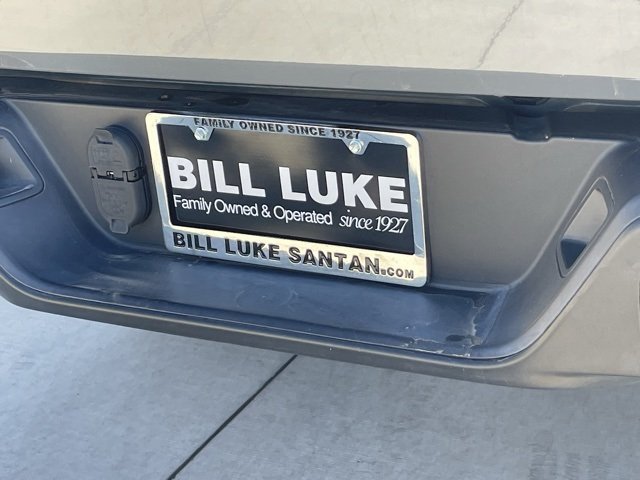 FAMILY OWNED SINCE 1927
BILL LUKE
Family Owned & Operated since 1927
BILL LUKE SANTAN.COM